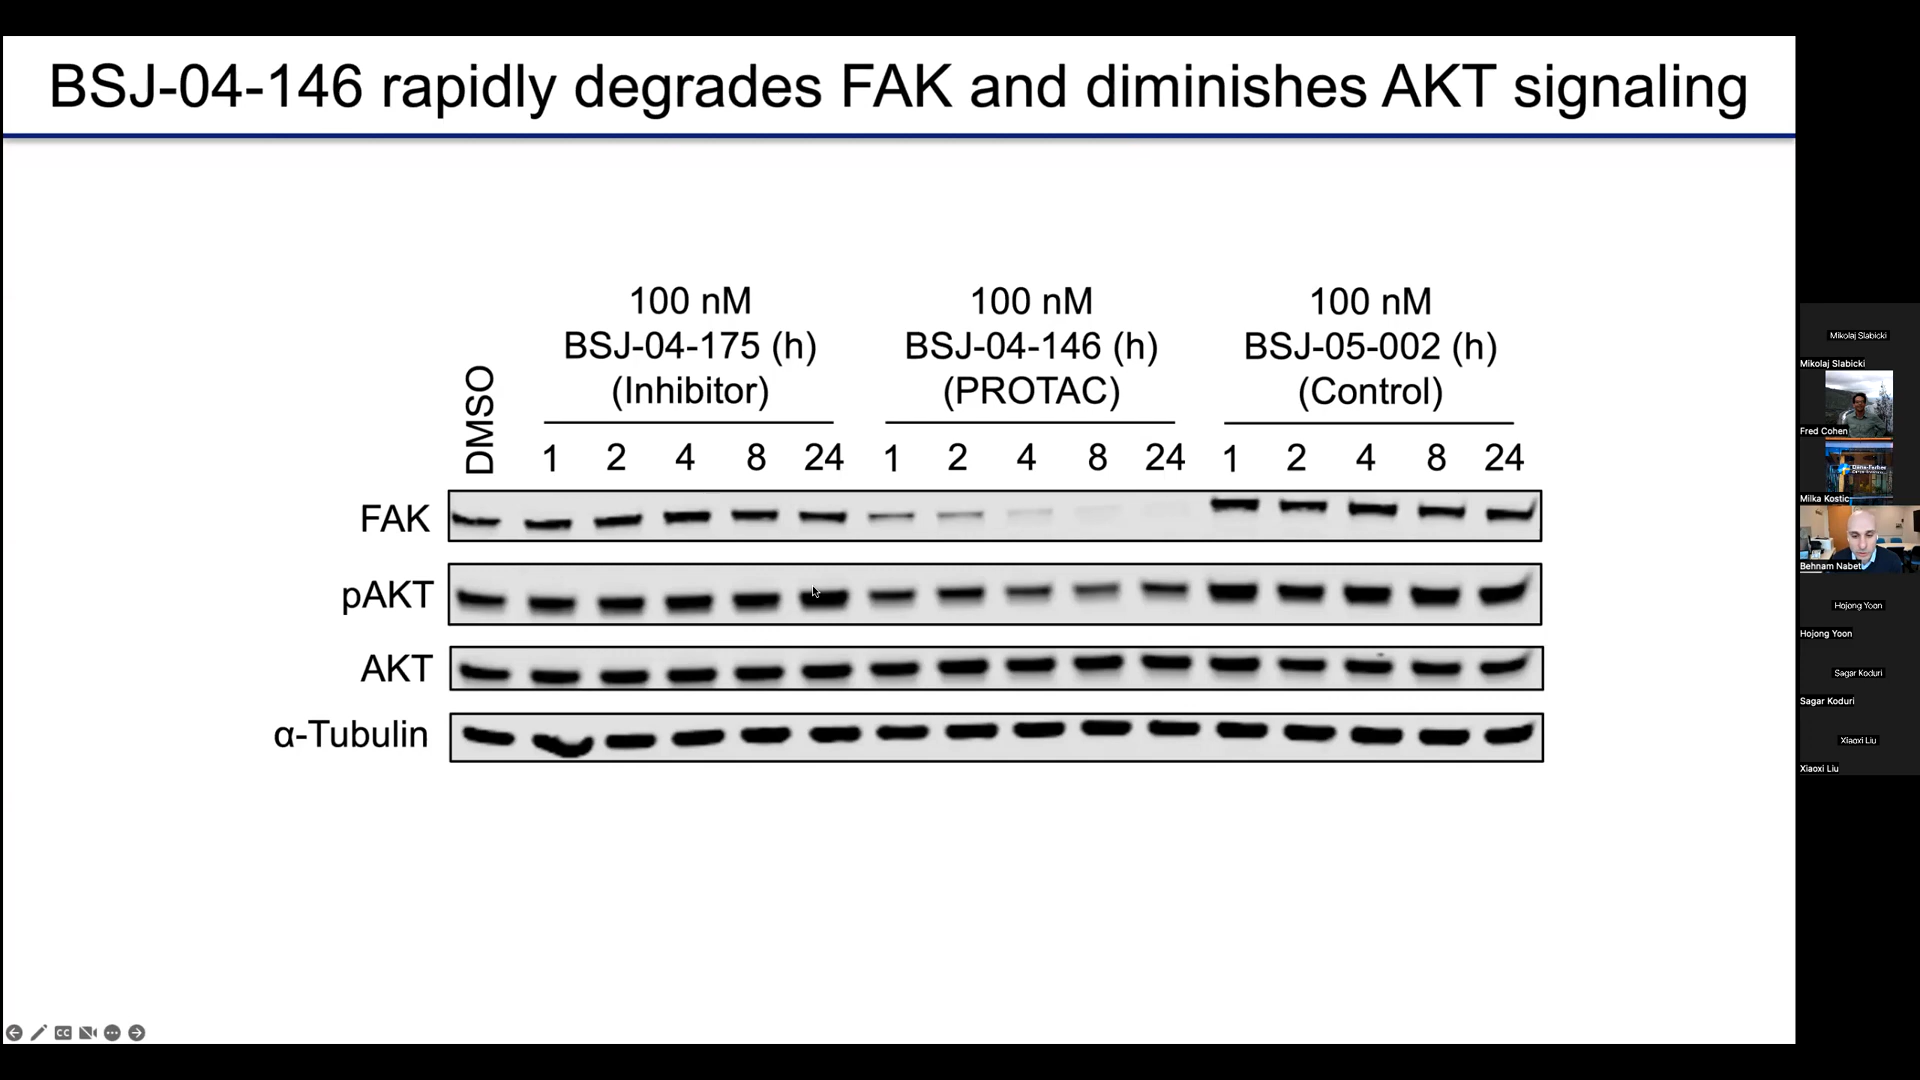 BSJ-04-146 rapidly degrades FAK and diminishes AKT signaling
100 nM
BSJ-04-175 (h)
(Inhibitor)
100 nM
BSJ-04-146 (h)
(PROTAC)
100 nM
BSJ-05-002 (h)
(Control)
DMSO
1 2 4 8 24 1 2 4 8 24 1 2 4 8 24
FAK
pAKT
AKT
α-Tubulin
CC
Mikolaj Slabicki
Mikolaj Slabicki
Fred Cohen
Dana-Farber
Milka Kostic
Behnam Nabet
Hojong Yoon
Hojong Yoon
Sagar Koduri
Sagar Koduri
Xiaoxi Liu
Xiaoxi Liu